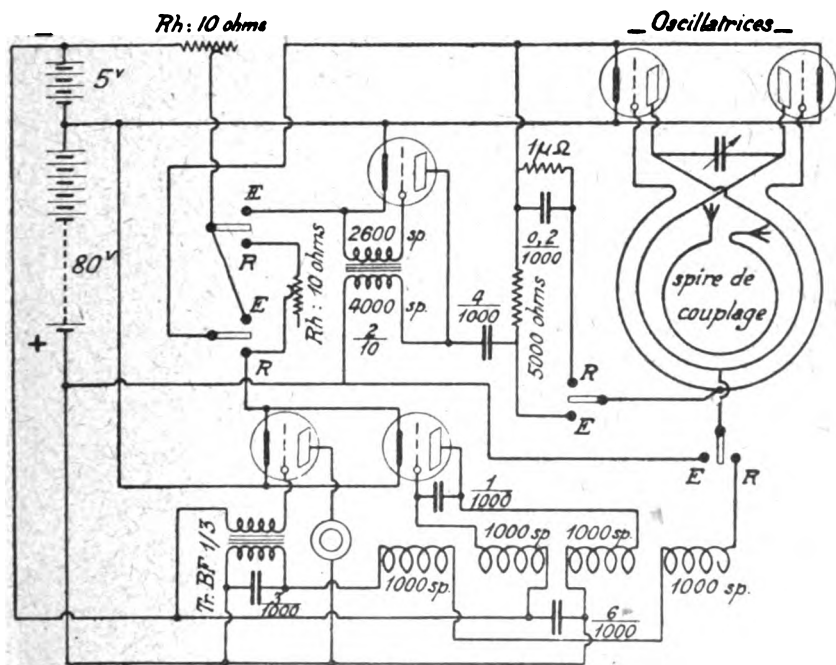 Rh: 10 ohms
_ Oscillatrices _
–
5v
80v
+
E
R
E
R
Rh: 10 ohms
2600 sp.
4000 sp.
2/10
4/1000
1μΩ
0,2/1000
5000 ohms
R
E
spire de
couplage
E
R
1/1000
Tr. BF 1/3
3/1000
1000 sp.
1000 sp
1000 sp.
1000 sp.
6/1000